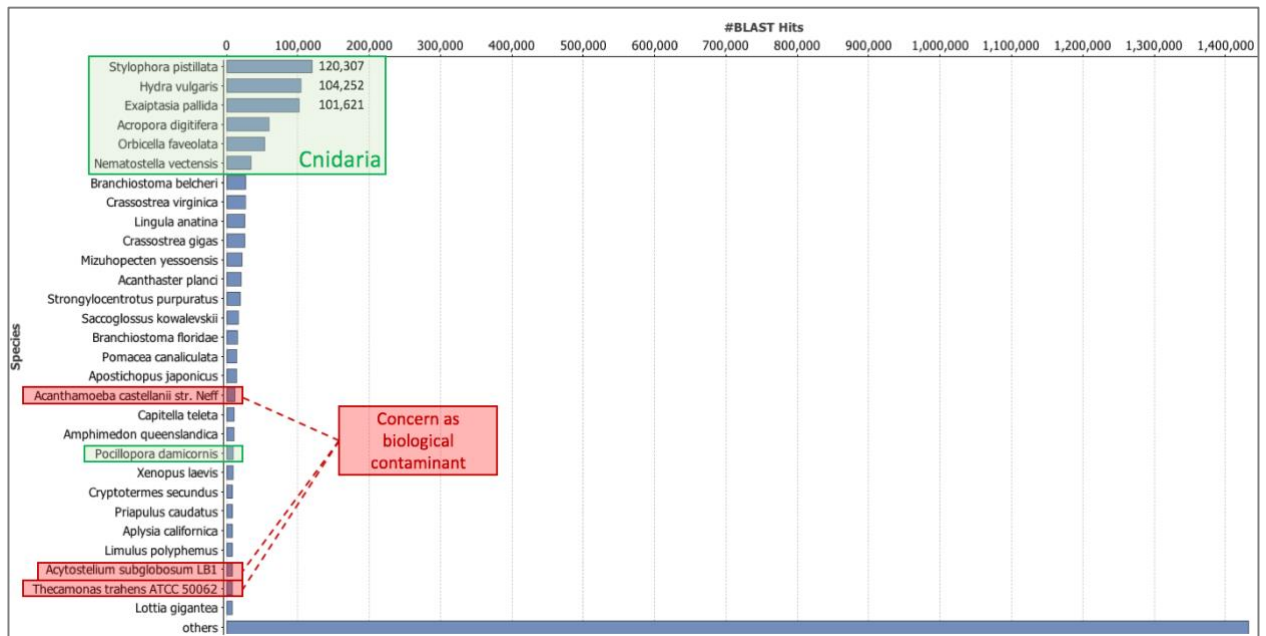 #BLAST Hits
0 100,000 200,000 300,000 400,000 500,000 600,000 700,000 800,000 900,000 1,000,000 1,100,000 1,200,000 1,300,000 1,400,000
Species
Stylophora pistillata 120,307
Hydra vulgaris 104,252
Exaiptasia pallida 101,621
Acropora digitifera
Orbicella faveolata
Nematostella vectensis
Cnidaria
Branchiostoma belcheri
Crassostrea virginica
Lingula anatina
Crassostrea gigas
Mizuhopecten yessoensis
Acanthaster planci
Strongylocentrotus purpuratus
Saccoglossus kowalevskii
Branchiostoma floridae
Pomacea canaliculata
Apostichopus japonicus
Acanthamoeba castellanii str. Neff
Capitella teleta
Amphimedon queenslandica
Pocillopora damicornis
Xenopus laevis
Cryptotermes secundus
Priapulus caudatus
Aplysia californica
Limulus polyphemus
Acytostelium subglobosum LB1
Thecamonas trahens ATCC 50062
Lottia gigantea
others
Concern as
biological
contaminant